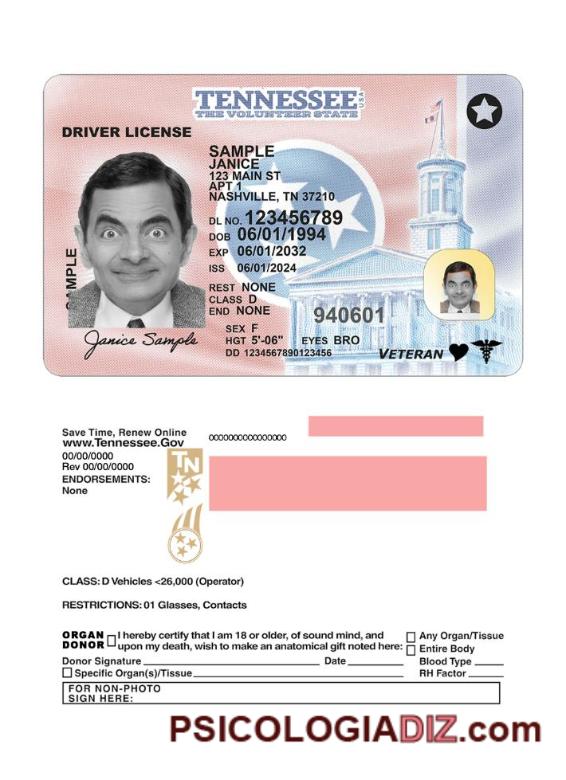 TENNESSEE USA
THE VOLUNTEER STATE
DRIVER LICENSE
SAMPLE
JANICE
123 MAIN ST
APT 1
NASHVILLE, TN 37210
DL NO. 123456789
DOB 06/01/1994
EXP 06/01/2032
ISS 06/01/2024
REST NONE
CLASS D
END NONE
940601
SEX F
HGT 5'-06" EYES BRO
DD 1234567890123456
VETERAN
SAMPLE
Janice Sample
Save Time, Renew Online
www.Tennessee.Gov
0000000000000000
00/00/0000
Rev 00/00/0000
ENDORSEMENTS:
None
TN
CLASS: D Vehicles <26,000 (Operator)
RESTRICTIONS: 01 Glasses, Contacts
ORGAN DONOR I hereby certify that I am 18 or older, of sound mind, and
upon my death, wish to make an anatomical gift noted here:
Any Organ/Tissue
Entire Body
Donor Signature Date Blood Type
Specific Organ(s)/Tissue RH Factor
FOR NON-PHOTO
SIGN HERE:
PSICOLOGIADIZ.com